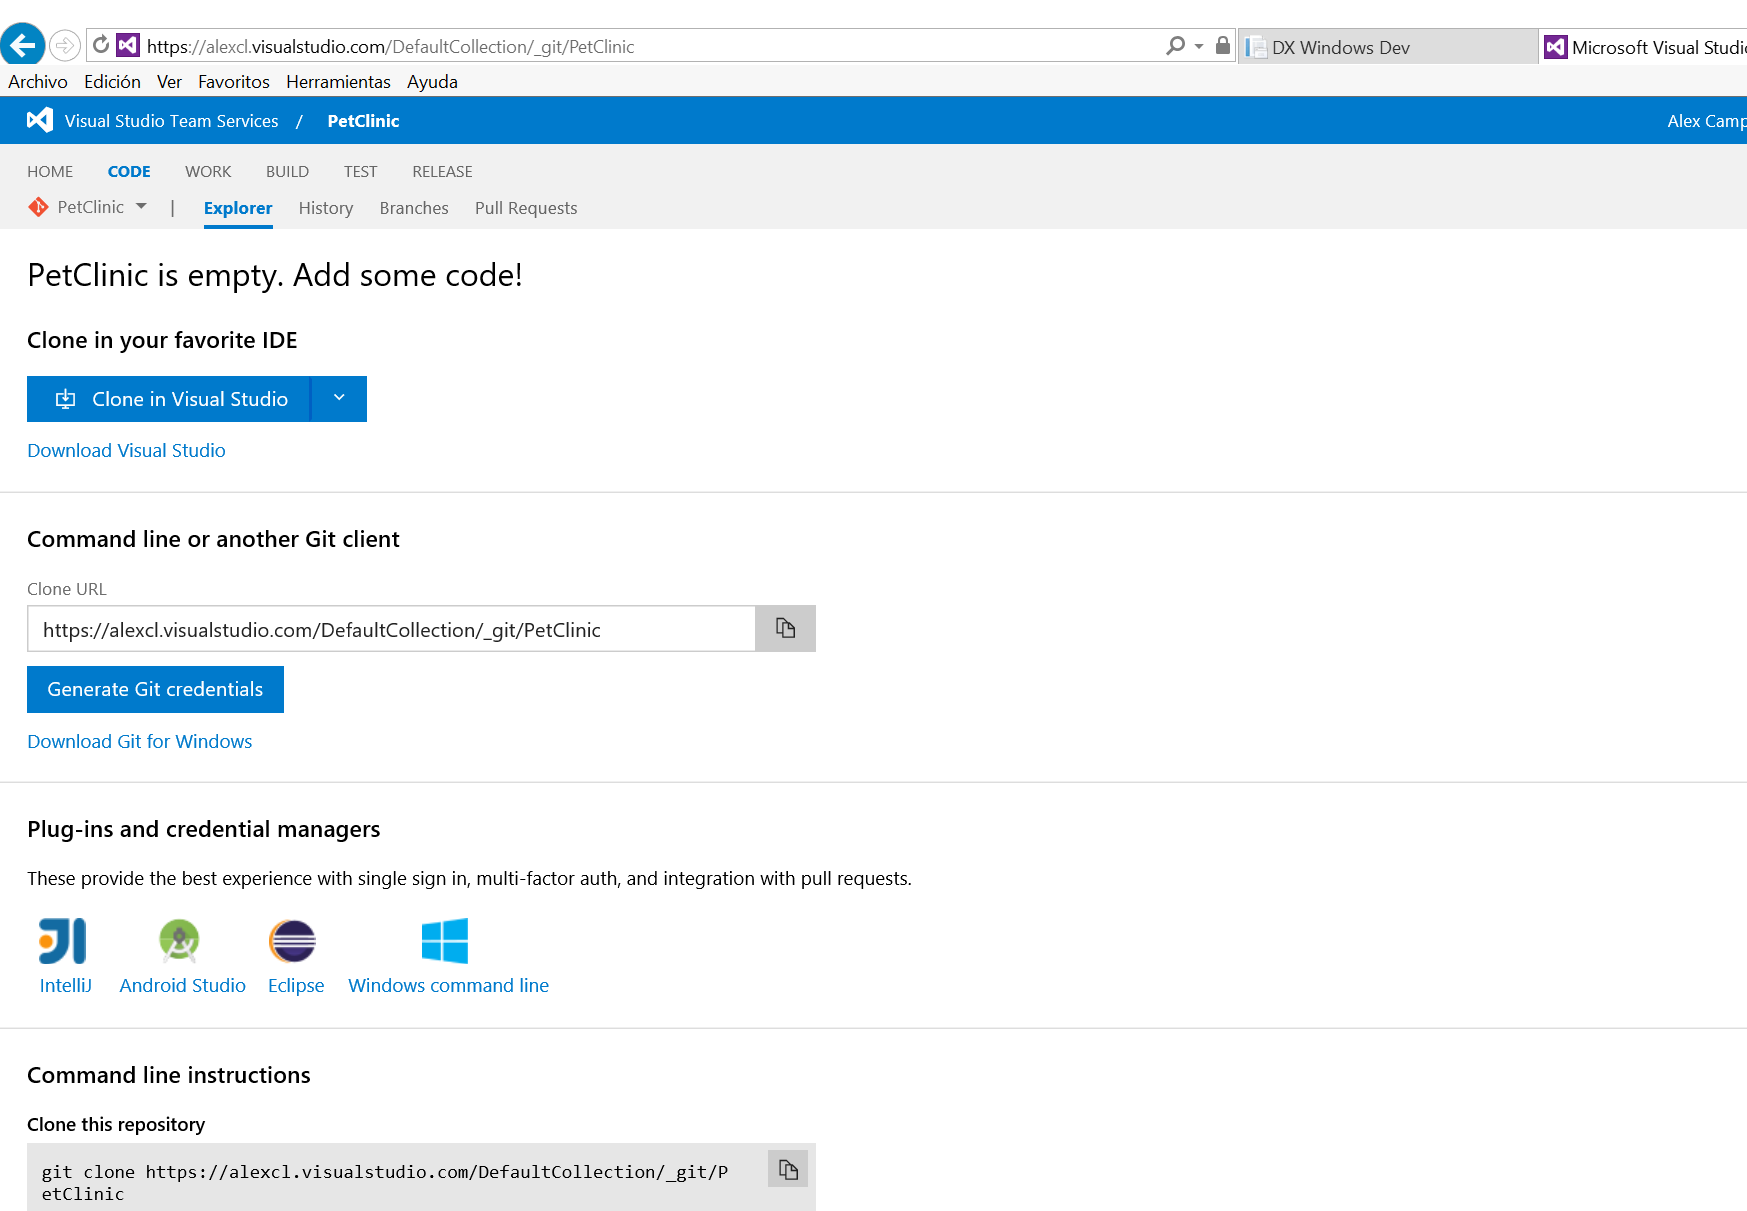 https://alexcl.visualstudio.com/DefaultCollection/_git/PetClinic
DX Windows Dev
Microsoft Visual Studi
Archivo Edición Ver Favoritos Herramientas Ayuda
Visual Studio Team Services / PetClinic
Alex Camp
HOME CODE WORK BUILD TEST RELEASE
PetClinic | Explorer History Branches Pull Requests
PetClinic is empty. Add some code!
Clone in your favorite IDE
Clone in Visual Studio
Download Visual Studio
Command line or another Git client
Clone URL
https://alexcl.visualstudio.com/DefaultCollection/_git/PetClinic
Generate Git credentials
Download Git for Windows
Plug-ins and credential managers
These provide the best experience with single sign in, multi-factor auth, and integration with pull requests.
IntelliJ Android Studio Eclipse Windows command line
Command line instructions
Clone this repository
git clone https://alexcl.visualstudio.com/DefaultCollection/_git/P
etClinic